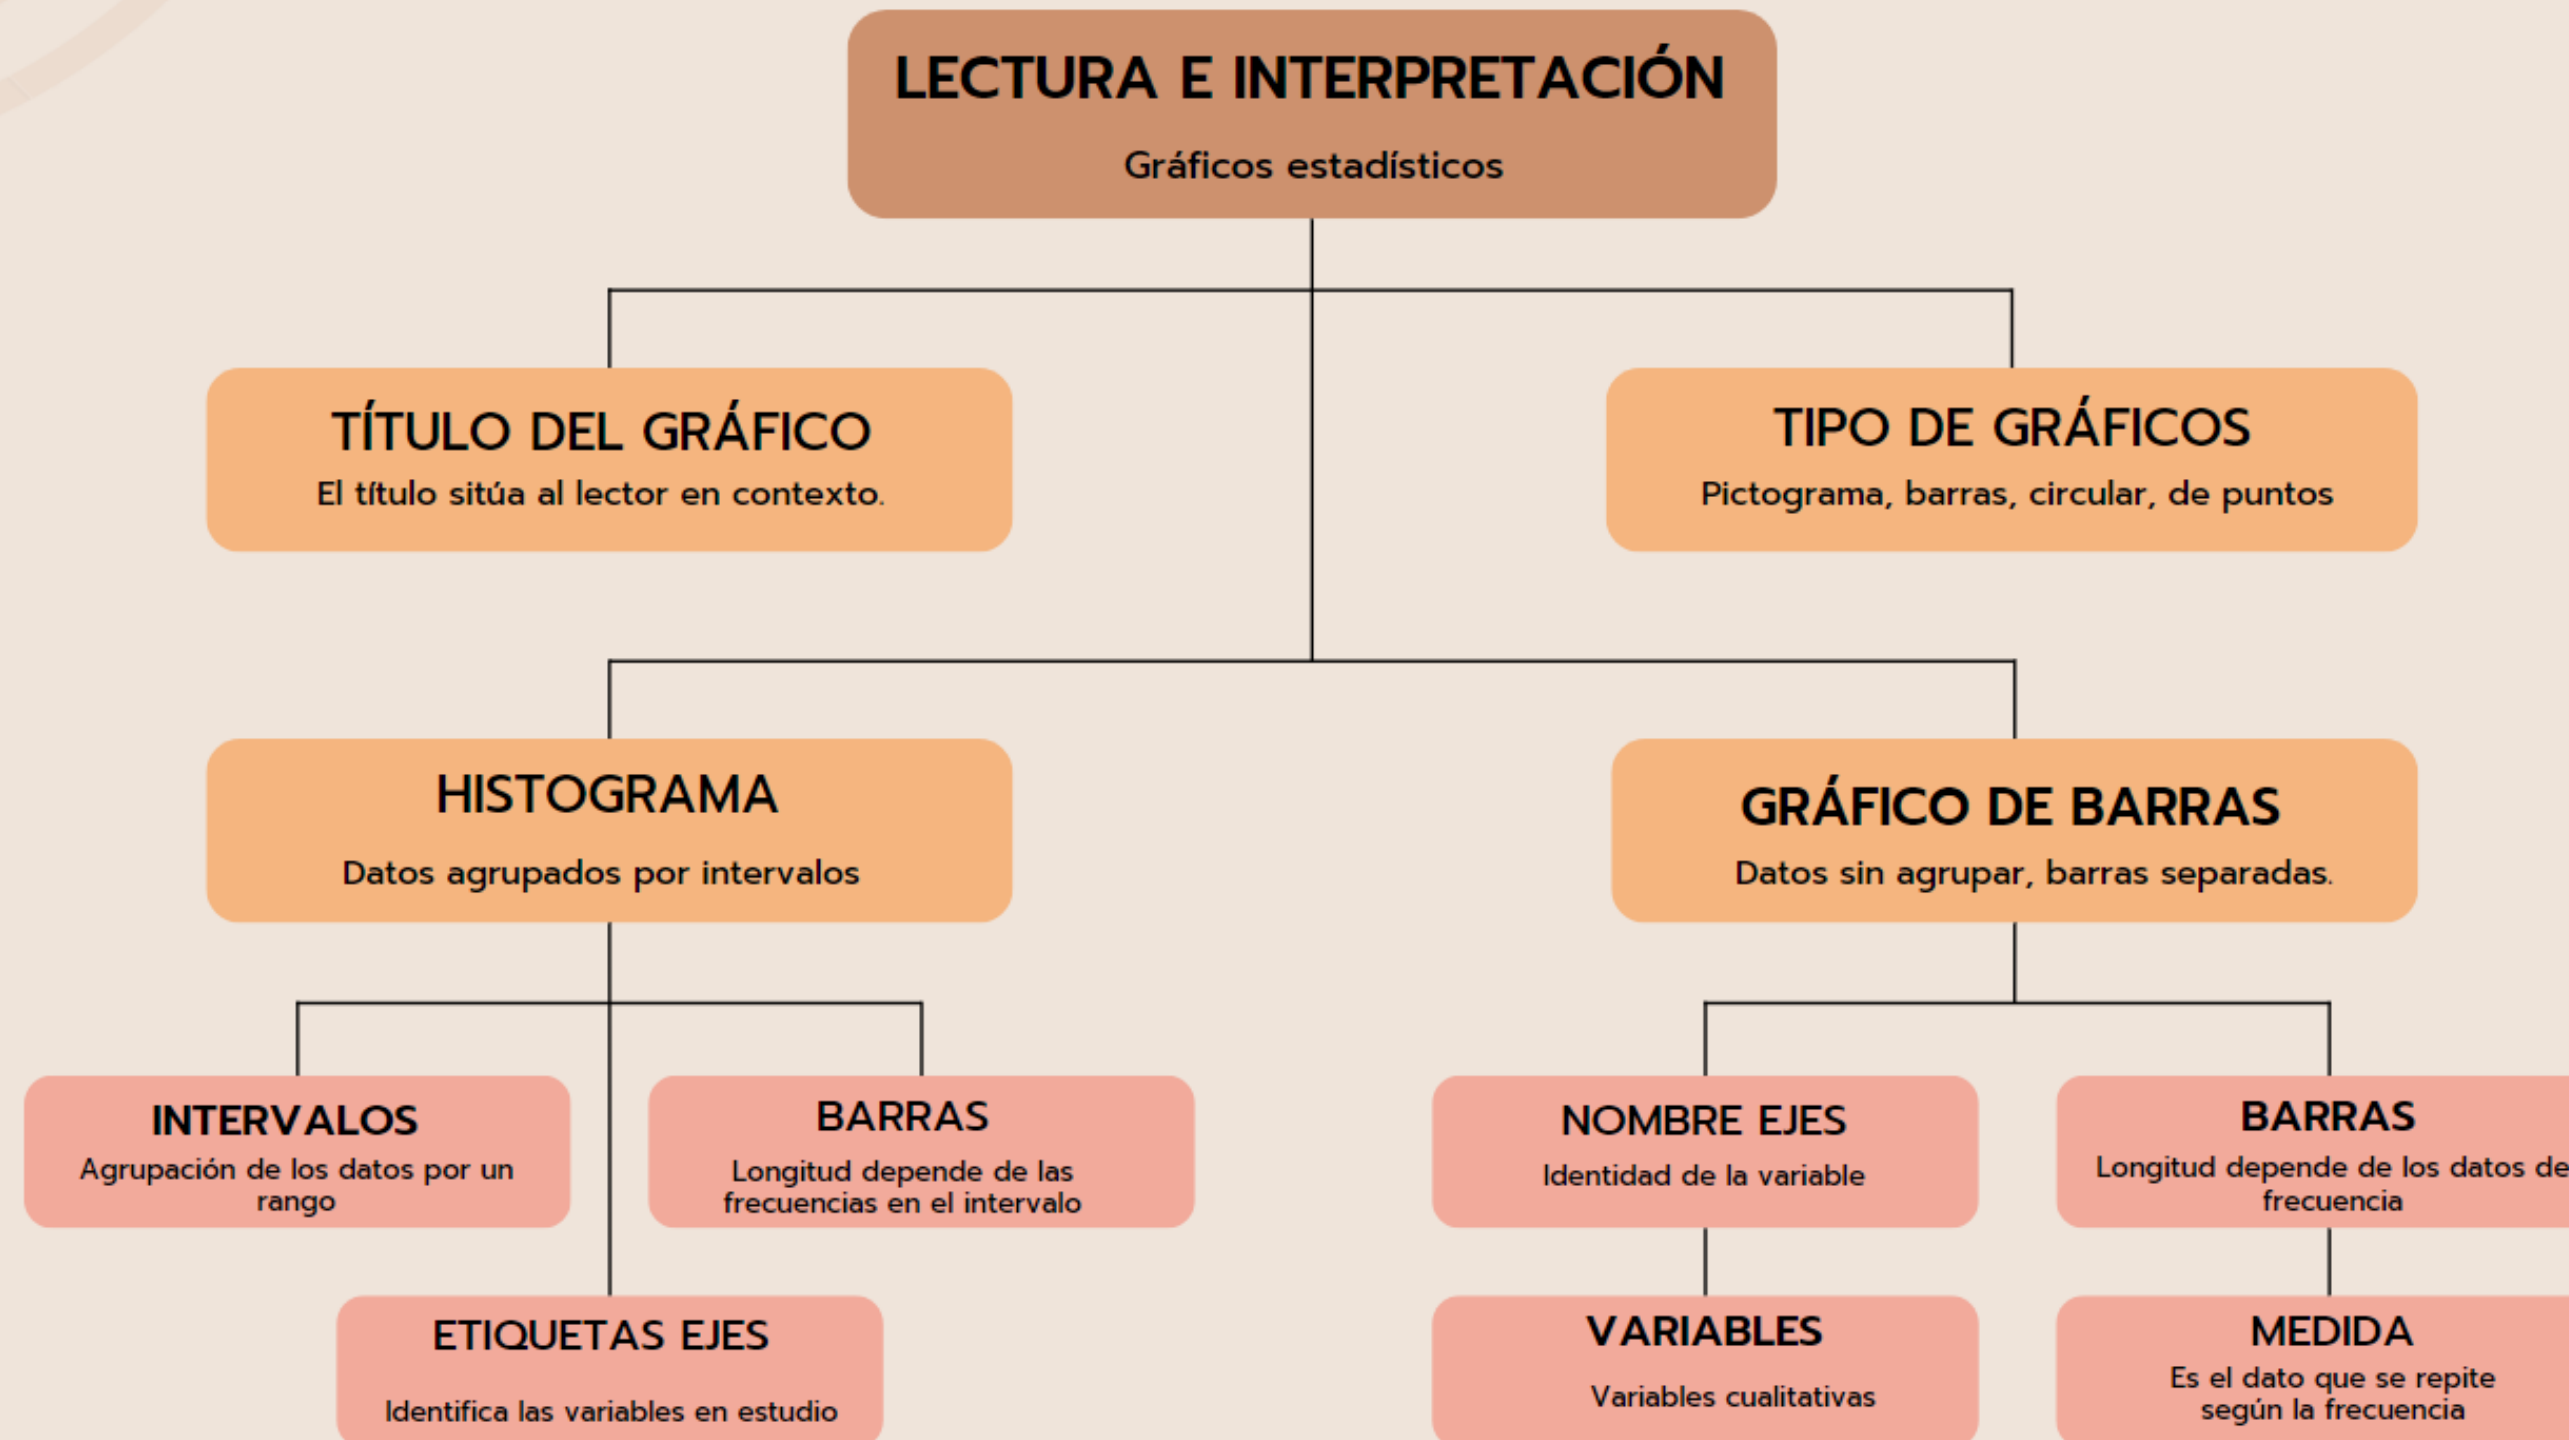 LECTURA E INTERPRETACIÓN
Gráficos estadísticos
TÍTULO DEL GRÁFICO
El título sitúa al lector en contexto.
TIPO DE GRÁFICOS
Pictograma, barras, circular, de puntos
HISTOGRAMA
Datos agrupados por intervalos
GRÁFICO DE BARRAS
Datos sin agrupar, barras separadas.
INTERVALOS
Agrupación de los datos por un
rango
BARRAS
Longitud depende de las
frecuencias en el intervalo
NOMBRE EJES
Identidad de la variable
BARRAS
Longitud depende de los datos de
frecuencia
ETIQUETAS EJES
Identifica las variables en estudio
VARIABLES
Variables cualitativas
MEDIDA
Es el dato que se repite
según la frecuencia